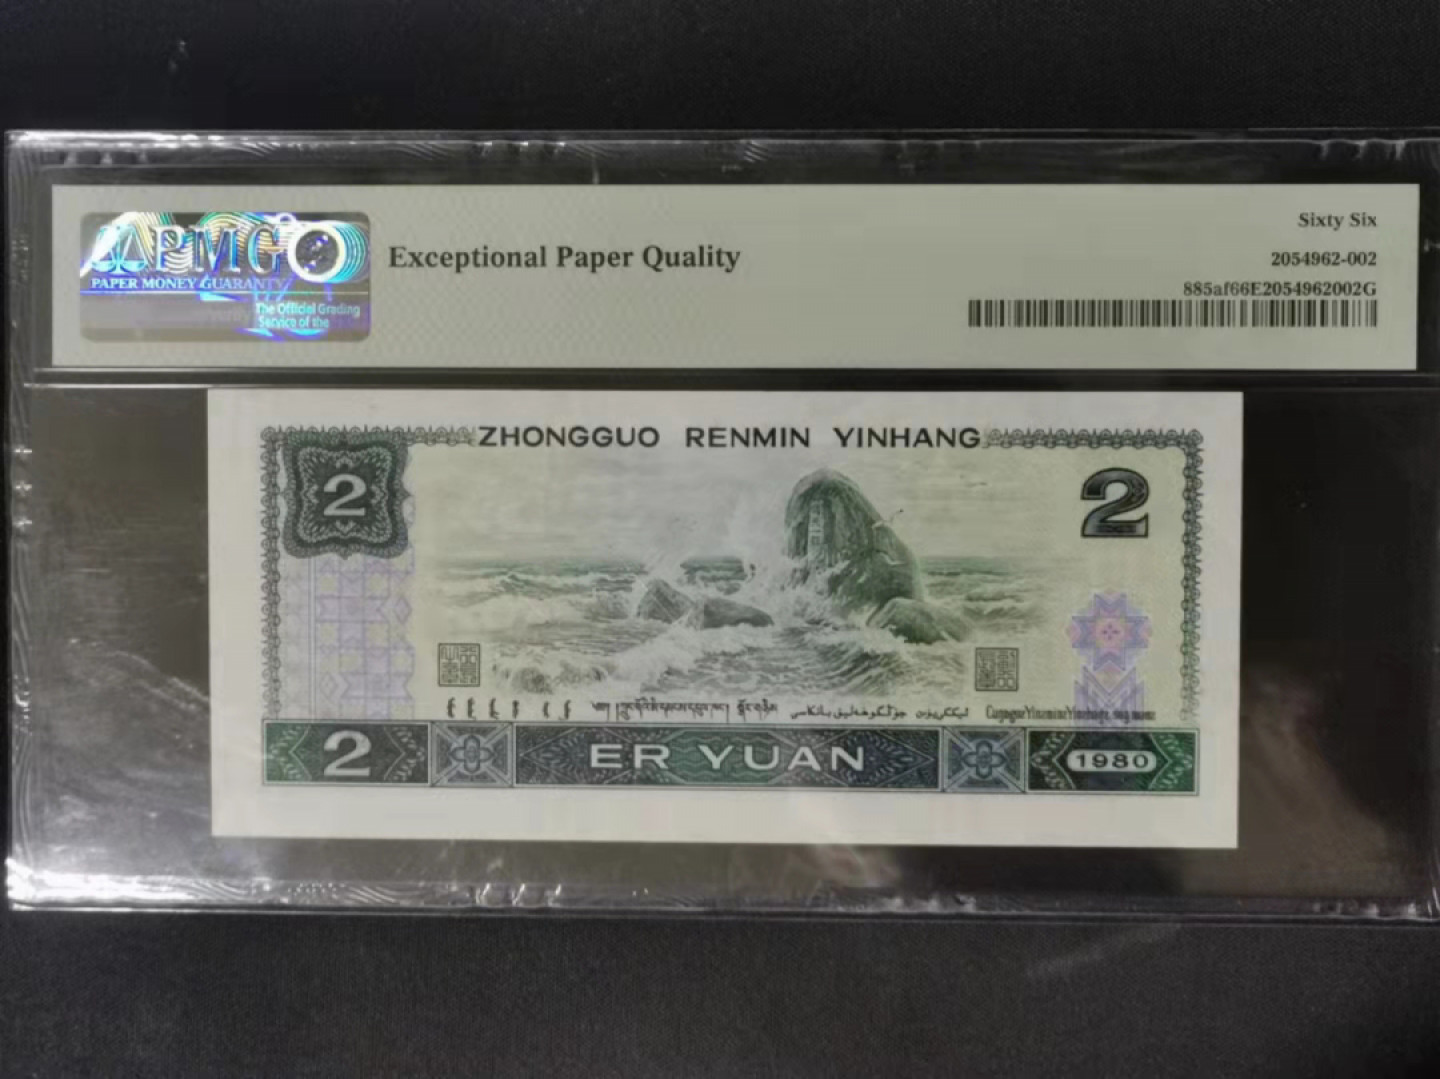 PMG
PAPER MONEY GUARANTY
The Official Grading
Service of the
Exceptional Paper Quality
Sixty Six
2054962-002
885af66E2054962002G
ZHONGGUO RENMIN YINHANG
2
2
2
ER YUAN
1980